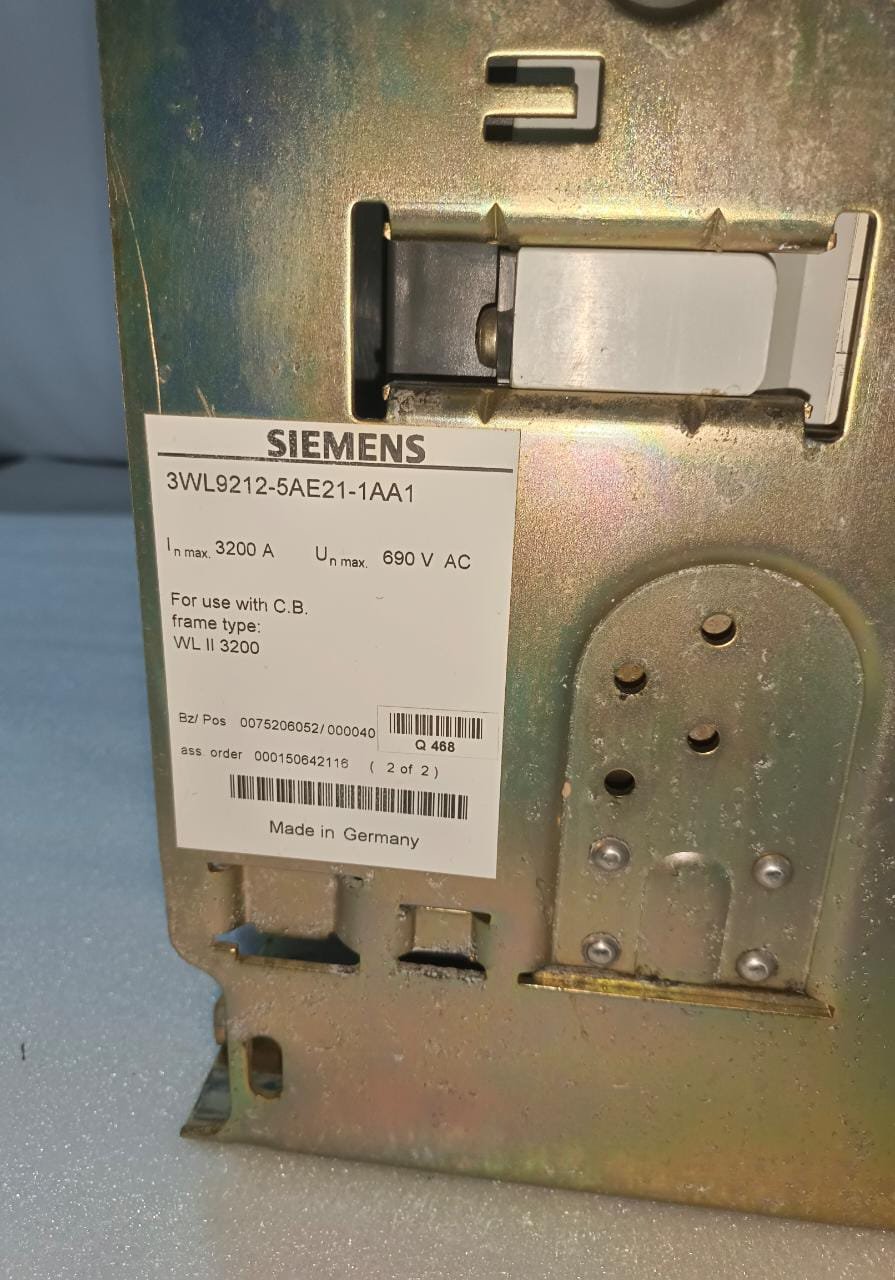 SIEMENS
3WL9212-5AE21-1AA1
In max. 3200 A Un max. 690 V AC
For use with C.B.
frame type:
WL II 3200
Bz/ Pos 0075206052/000040
Q 468
ass. order 000150642116 ( 2 of 2 )
Made in Germany